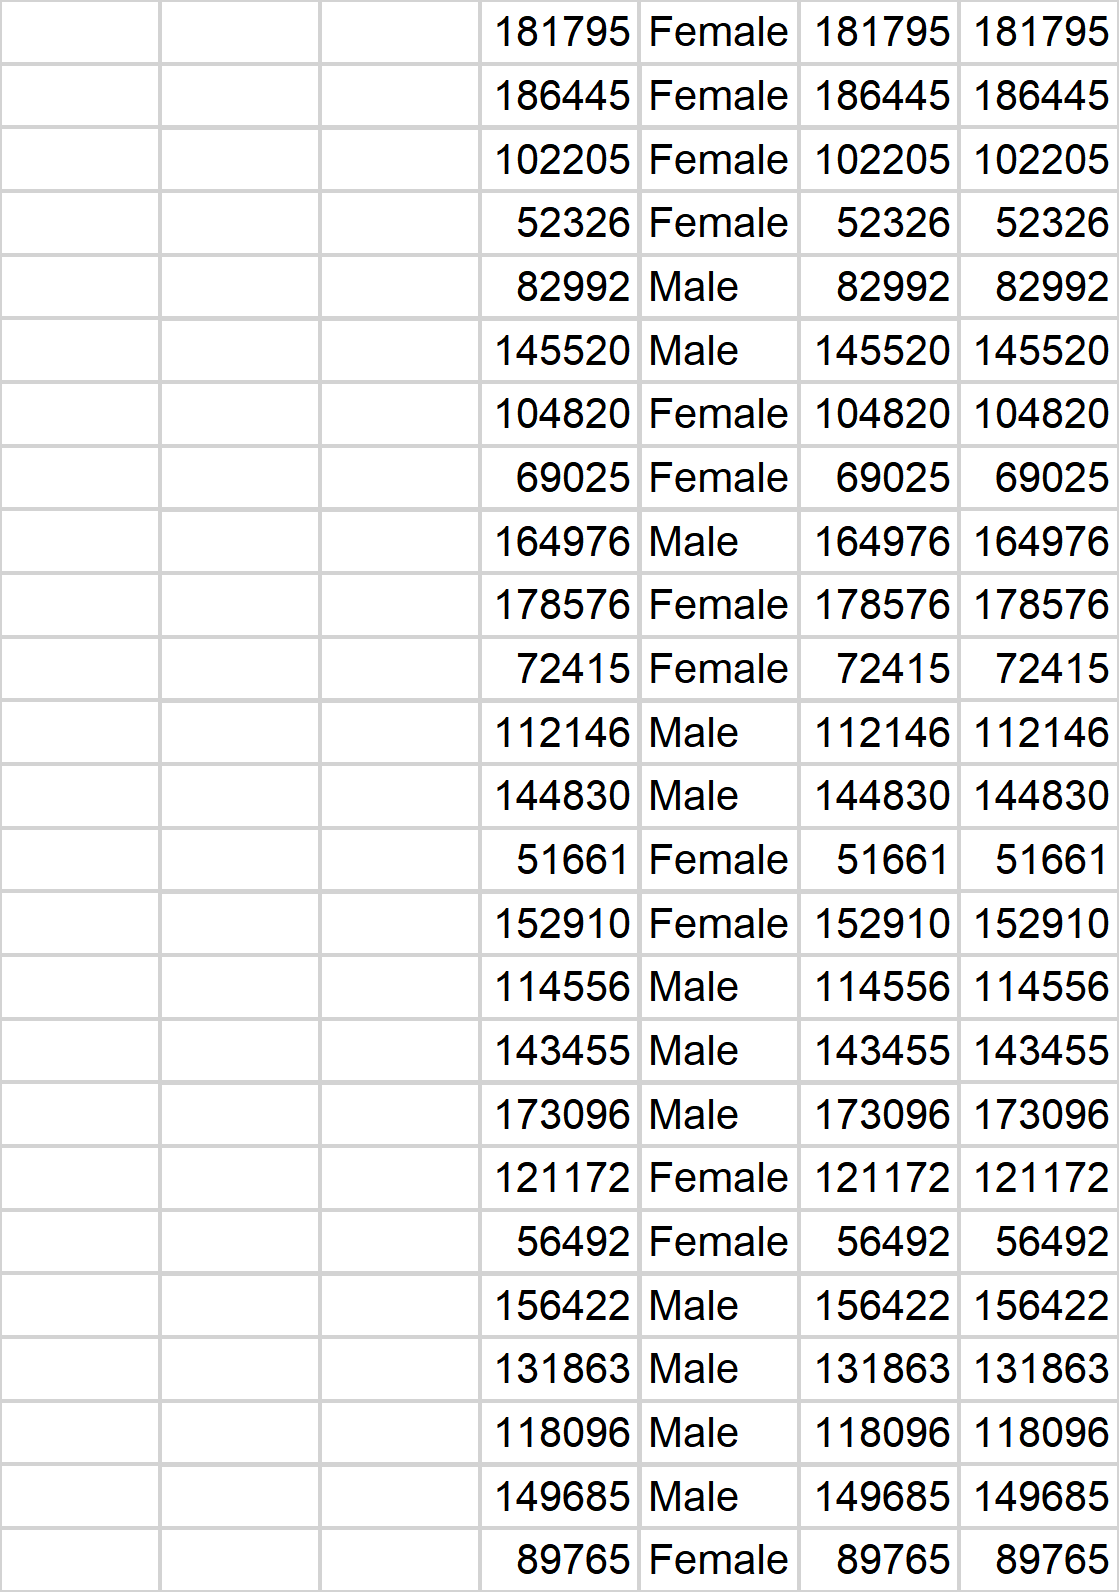 181795 Female 181795 181795
186445 Female 186445 186445
102205 Female 102205 102205
52326 Female 52326 52326
82992 Male 82992 82992
145520 Male 145520 145520
104820 Female 104820 104820
69025 Female 69025 69025
164976 Male 164976 164976
178576 Female 178576 178576
72415 Female 72415 72415
112146 Male 112146 112146
144830 Male 144830 144830
51661 Female 51661 51661
152910 Female 152910 152910
114556 Male 114556 114556
143455 Male 143455 143455
173096 Male 173096 173096
121172 Female 121172 121172
56492 Female 56492 56492
156422 Male 156422 156422
131863 Male 131863 131863
118096 Male 118096 118096
149685 Male 149685 149685
89765 Female 89765 89765